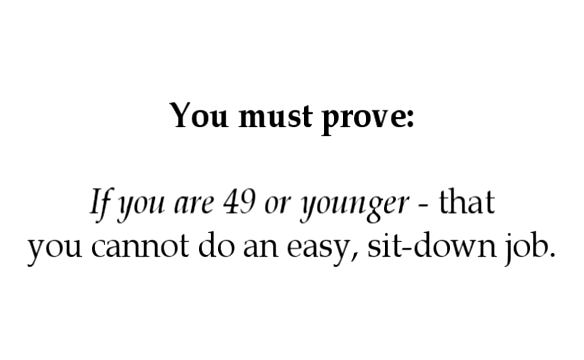 You must prove:
If you are 49 or younger - that
you cannot do an easy, sit-down job.